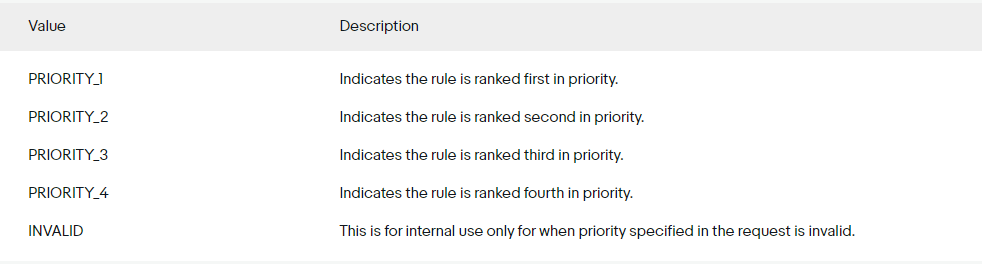 Value Description
PRIORITY_1 Indicates the rule is ranked first in priority.
PRIORITY_2 Indicates the rule is ranked second in priority.
PRIORITY_3 Indicates the rule is ranked third in priority.
PRIORITY_4 Indicates the rule is ranked fourth in priority.
INVALID This is for internal use only for when priority specified in the request is invalid.